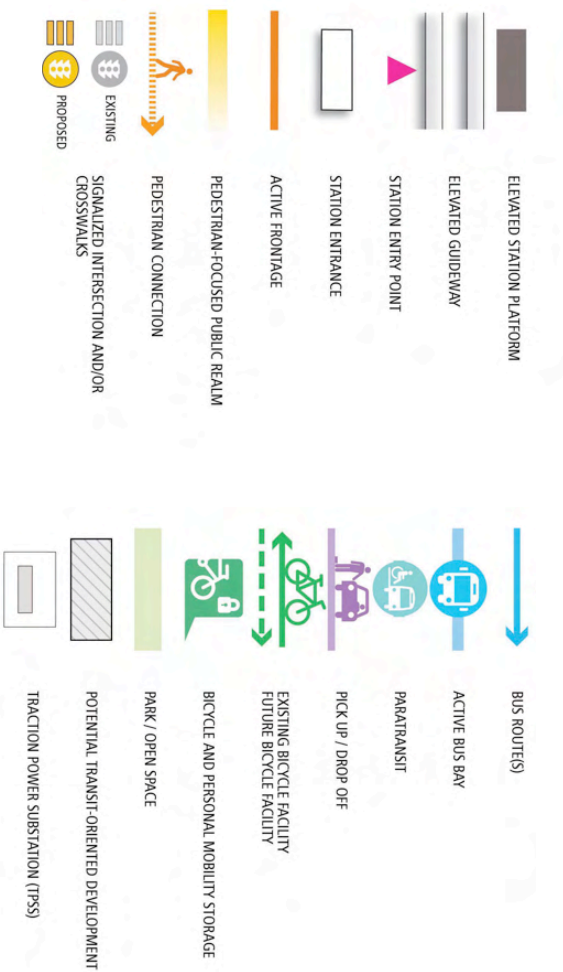 ELEVATED STATION PLATFORM
ELEVATED GUIDEWAY
STATION ENTRY POINT
STATION ENTRANCE
ACTIVE FRONTAGE
PEDESTRIAN-FOCUSED PUBLIC REALM
PEDESTRIAN CONNECTION
EXISTING
PROPOSED
SIGNALIZED INTERSECTION AND/OR
CROSSWALKS
BUS ROUTE(S)
ACTIVE BUS BAY
PARATRANSIT
PICK UP / DROP OFF
EXISTING BICYCLE FACILITY
FUTURE BICYCLE FACILITY
BICYCLE AND PERSONAL MOBILITY STORAGE
PARK / OPEN SPACE
POTENTIAL TRANSIT-ORIENTED DEVELOPMENT
TRACTION POWER SUBSTATION (TPSS)